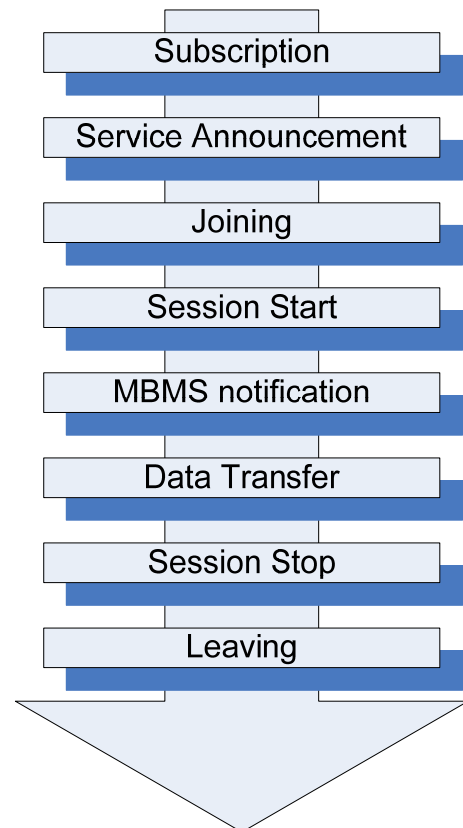 Subscription
Service Announcement
Joining
Session Start
MBMS notification
Data Transfer
Session Stop
Leaving